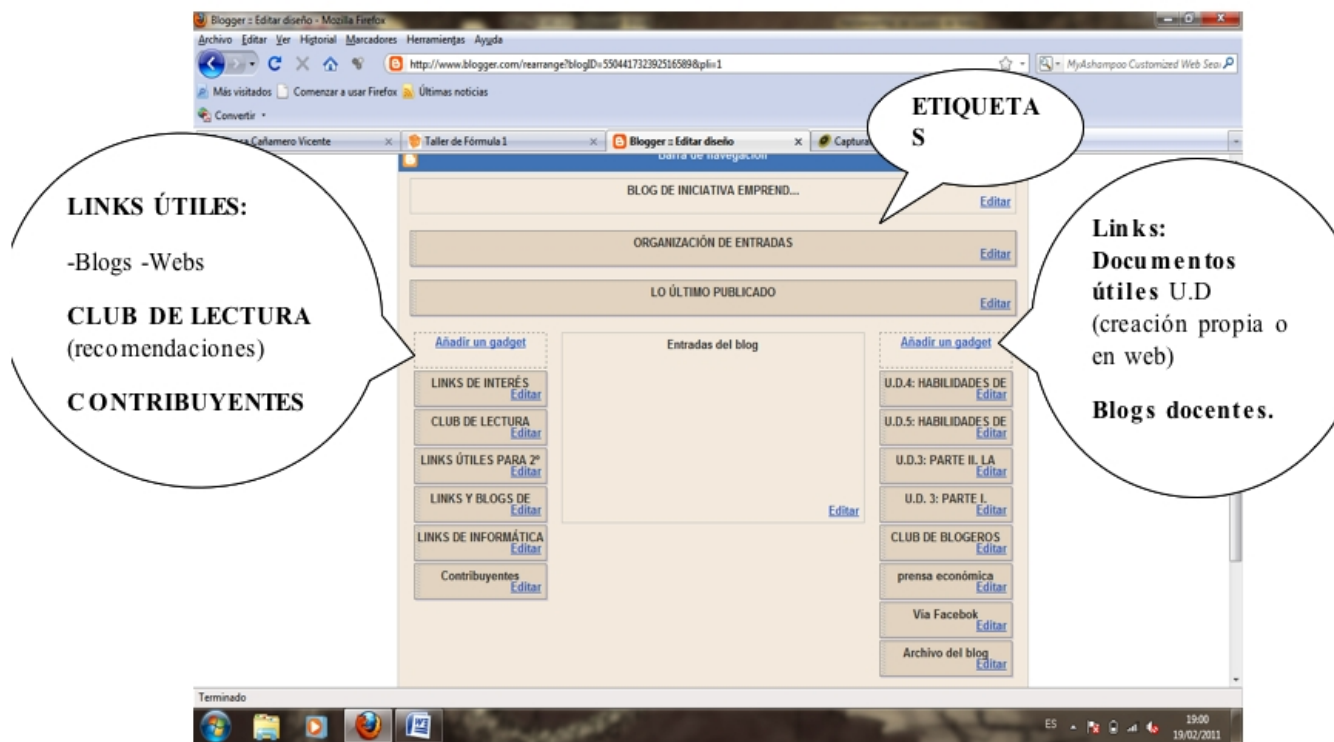 Blogger :: Editar diseño - Mozilla Firefox
Archivo Editar Ver Historial Marcadores Herramientas Ayuda
http://www.blogger.com/rearrange?blogID=550441732392516589&pli=1
MyAshampoo Customized Web Sear
Más visitados Comenzar a usar Firefox Últimas noticias
Convertir
Cañamero Vicente
Taller de Fórmula 1
Blogger :: Editar diseño
Captura
Barra de navegación
ETIQUETA
S
LINKS ÚTILES:
-Blogs -Webs
CLUB DE LECTURA
(recomendaciones)
CONTRIBUYENTES
BLOG DE INICIATIVA EMPREND...
Editar
ORGANIZACIÓN DE ENTRADAS
Editar
LO ÚLTIMO PUBLICADO
Editar
Añadir un gadget
LINKS DE INTERÉS
Editar
CLUB DE LECTURA
Editar
LINKS ÚTILES PARA 2º
Editar
LINKS Y BLOGS DE
Editar
LINKS DE INFORMÁTICA
Editar
Contribuyentes
Editar
Entradas del blog
Editar
Añadir un gadget
U.D.4: HABILIDADES DE
Editar
U.D.5: HABILIDADES DE
Editar
U.D.3: PARTE II. LA
Editar
U.D. 3: PARTE I.
Editar
CLUB DE BLOGEROS
Editar
prensa económica
Editar
Vía Facebok
Editar
Archivo del blog
Editar
Links:
Documentos
útiles U.D
(creación propia o
en web)
Blogs docentes.
Terminado
ES
19:00
19/02/2011